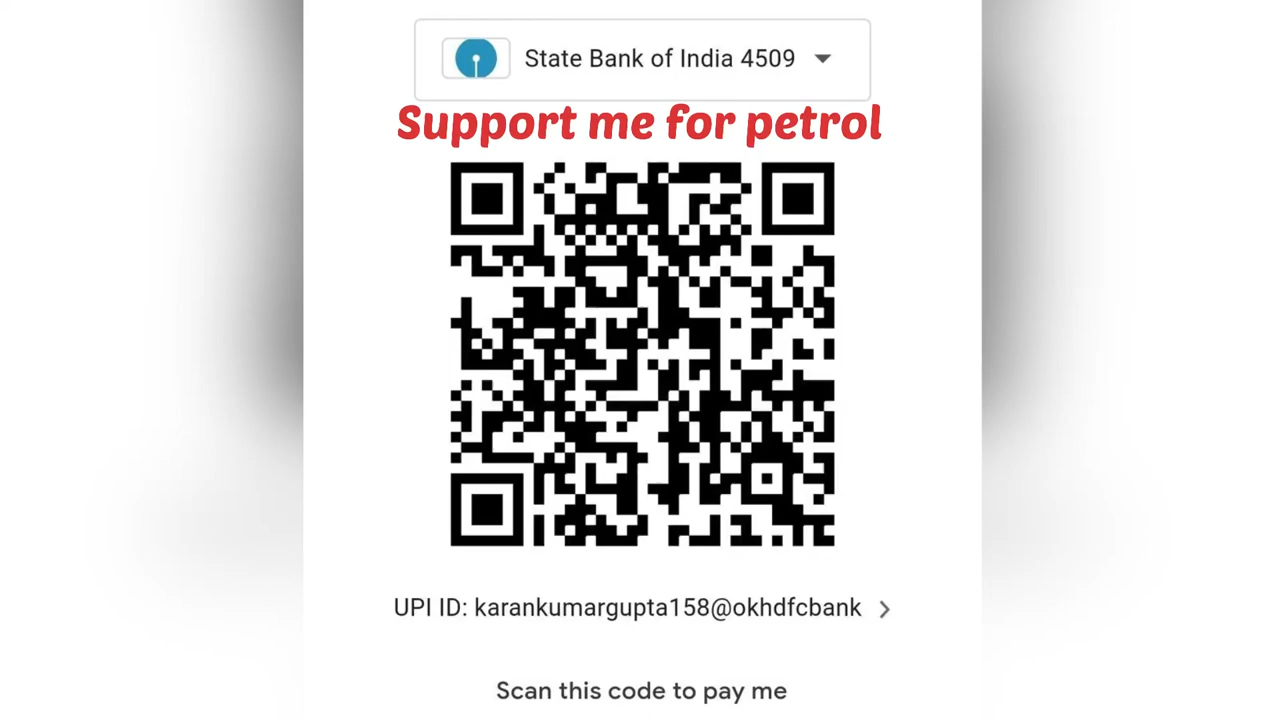 State Bank of India 4509
Support me for petrol
UPI ID: karankumargupta158@okhdfcbank
Scan this code to pay me